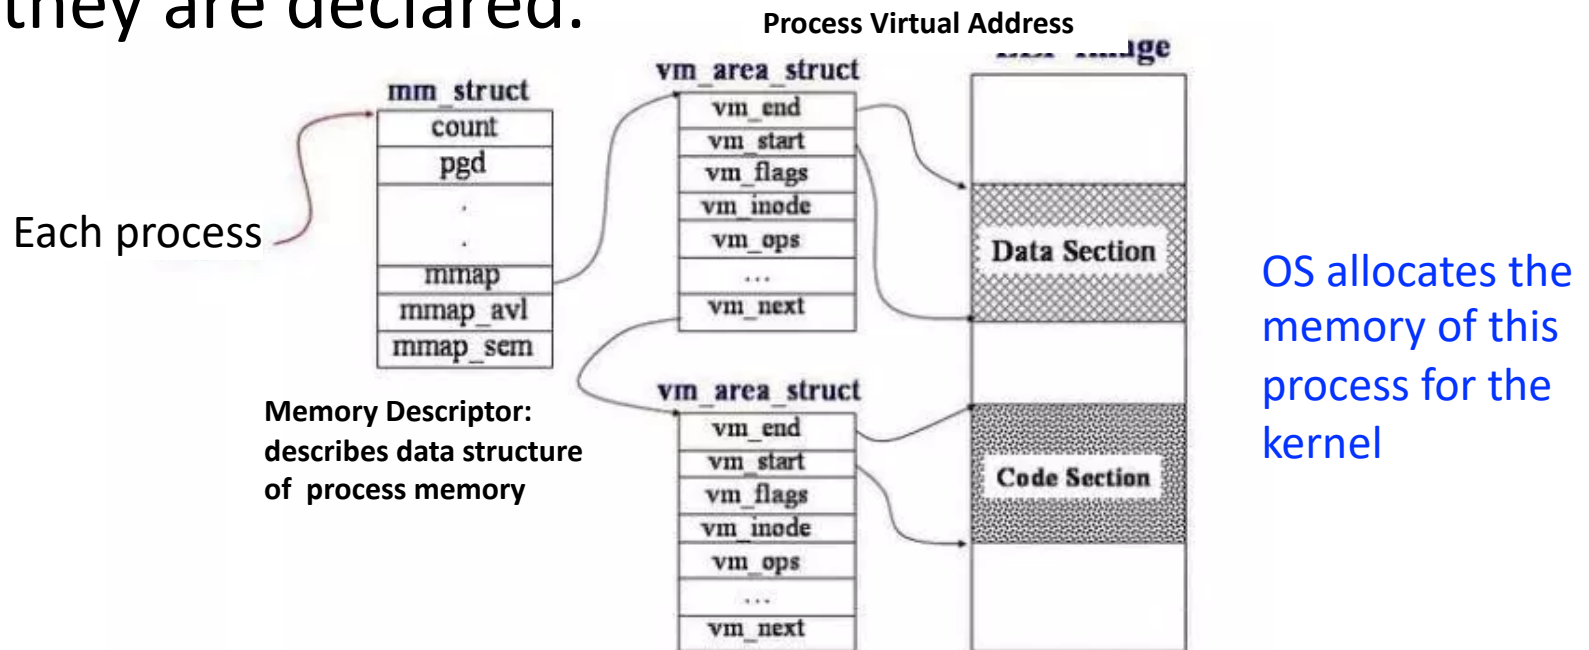 they are declared.
Process Virtual Address
mm_struct
count
pgd
.
.
mmap
mmap_avl
mmap_sem
Each process
Memory Descriptor:
describes data structure
of process memory
vm_area_struct
vm_end
vm_start
vm_flags
vm_inode
vm_ops
...
vm_next
vm_area_struct
vm_end
vm_start
vm_flags
vm_inode
vm_ops
...
vm_next
Data Section
Code Section
OS allocates the
memory of this
process for the
kernel